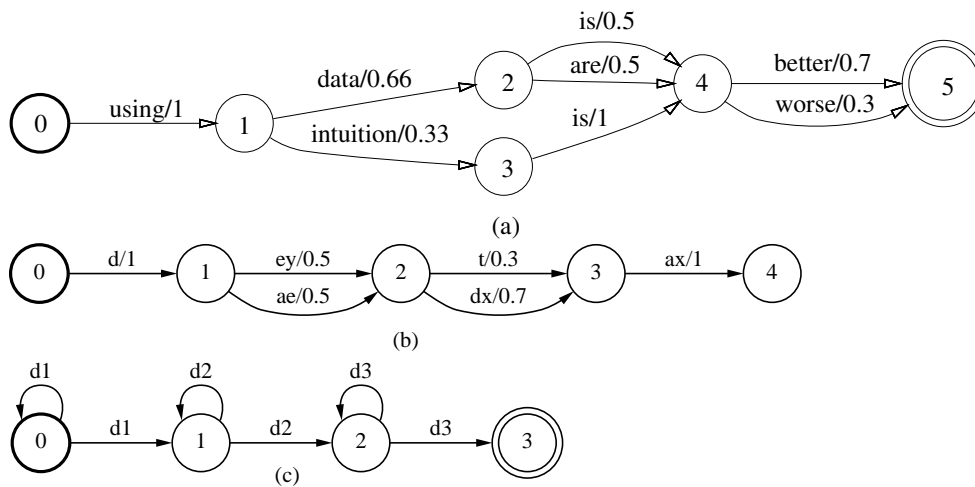 is/0.5
data/0.66 are/0.5 better/0.7
using/1 worse/0.3
0 1 2 4 5
intuition/0.33 is/1
3
(a)
d/1 ey/0.5 t/0.3 ax/1
0 1 2 3 4
ae/0.5 dx/0.7
(b)
d1 d2 d3
0 d1 1 d2 2 d3 3
(c)